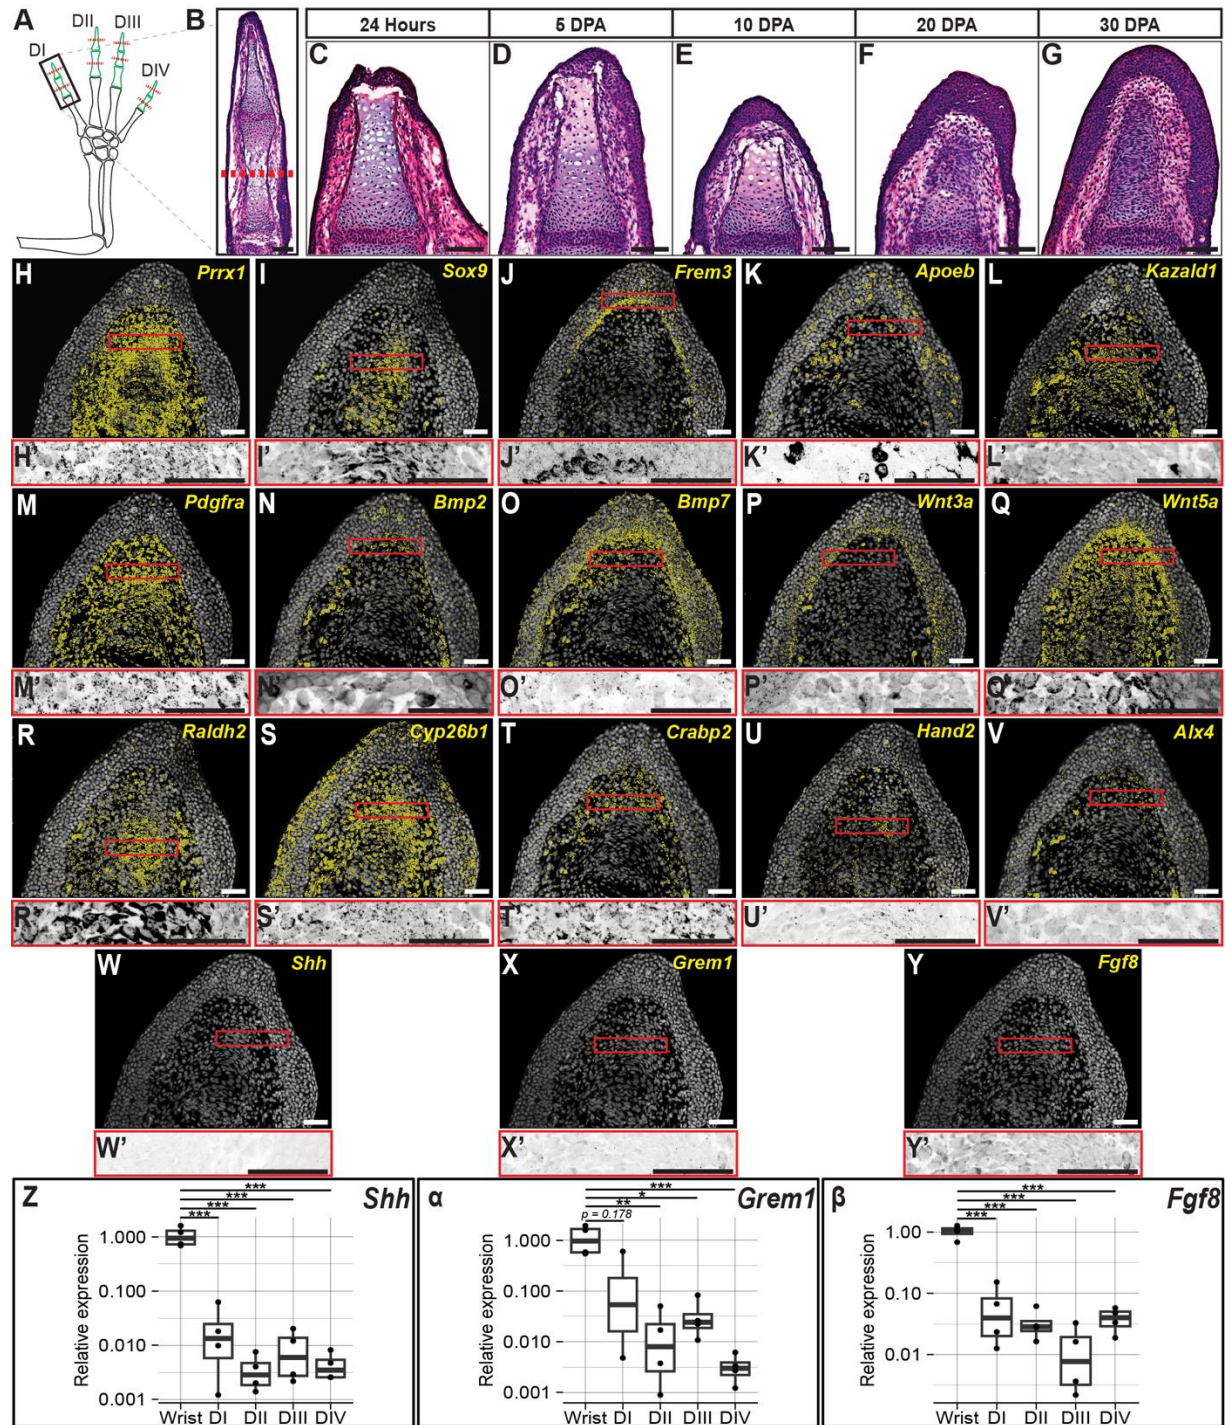 A
DI
DII
DIII
DIV
B
24 Hours
5 DPA
10 DPA
20 DPA
30 DPA
C
D
E
F
G
H
Prrx1
I
Sox9
J
Frem3
K
Apoeb
L
Kazald1
H'
I'
J'
K'
L'
M
Pdgfra
N
Bmp2
O
Bmp7
P
Wnt3a
Q
Wnt5a
M'
N'
O'
P'
Q'
R
Raldh2
S
Cyp26b1
T
Crabp2
U
Hand2
V
Alx4
R'
S'
T'
U'
V'
W
Shh
X
Grem1
Y
Fgf8
W'
X'
Y'
Z
Shh
***
***
***
***
Relative expression
1.000
0.100
0.010
0.001
Wrist DI DII DIII DIV
α
Grem1
***
*
**
p = 0.178
Relative expression
1.000
0.100
0.010
0.001
Wrist DI DII DIII DIV
β
Fgf8
***
***
***
***
Relative expression
1.00
0.10
0.01
Wrist DI DII DIII DIV